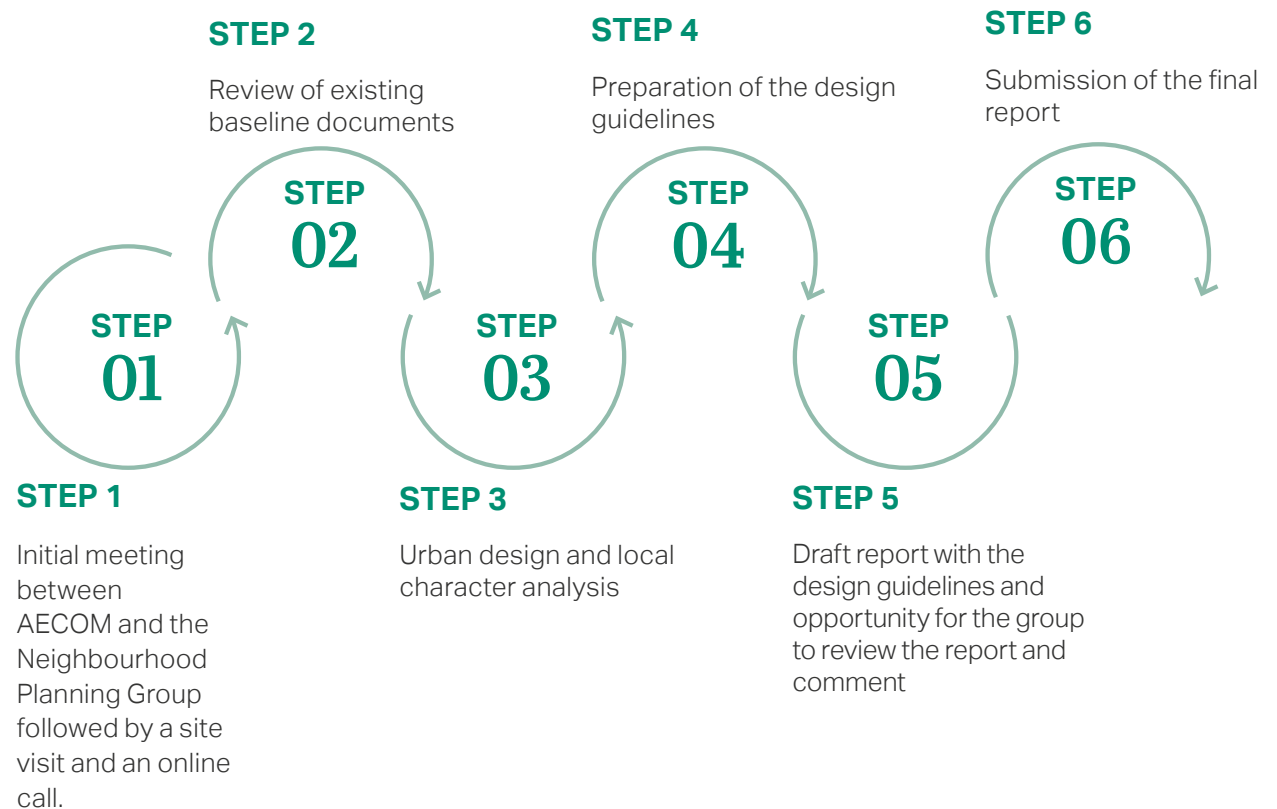 STEP 2
Review of existing
baseline documents
STEP 4
Preparation of the design
guidelines
STEP 6
Submission of the final
report
STEP
01
STEP
02
STEP
03
STEP
04
STEP
05
STEP
06
STEP 1
Initial meeting
between
AECOM and the
Neighbourhood
Planning Group
followed by a site
visit and an online
call.
STEP 3
Urban design and local
character analysis
STEP 5
Draft report with the
design guidelines and
opportunity for the group
to review the report and
comment